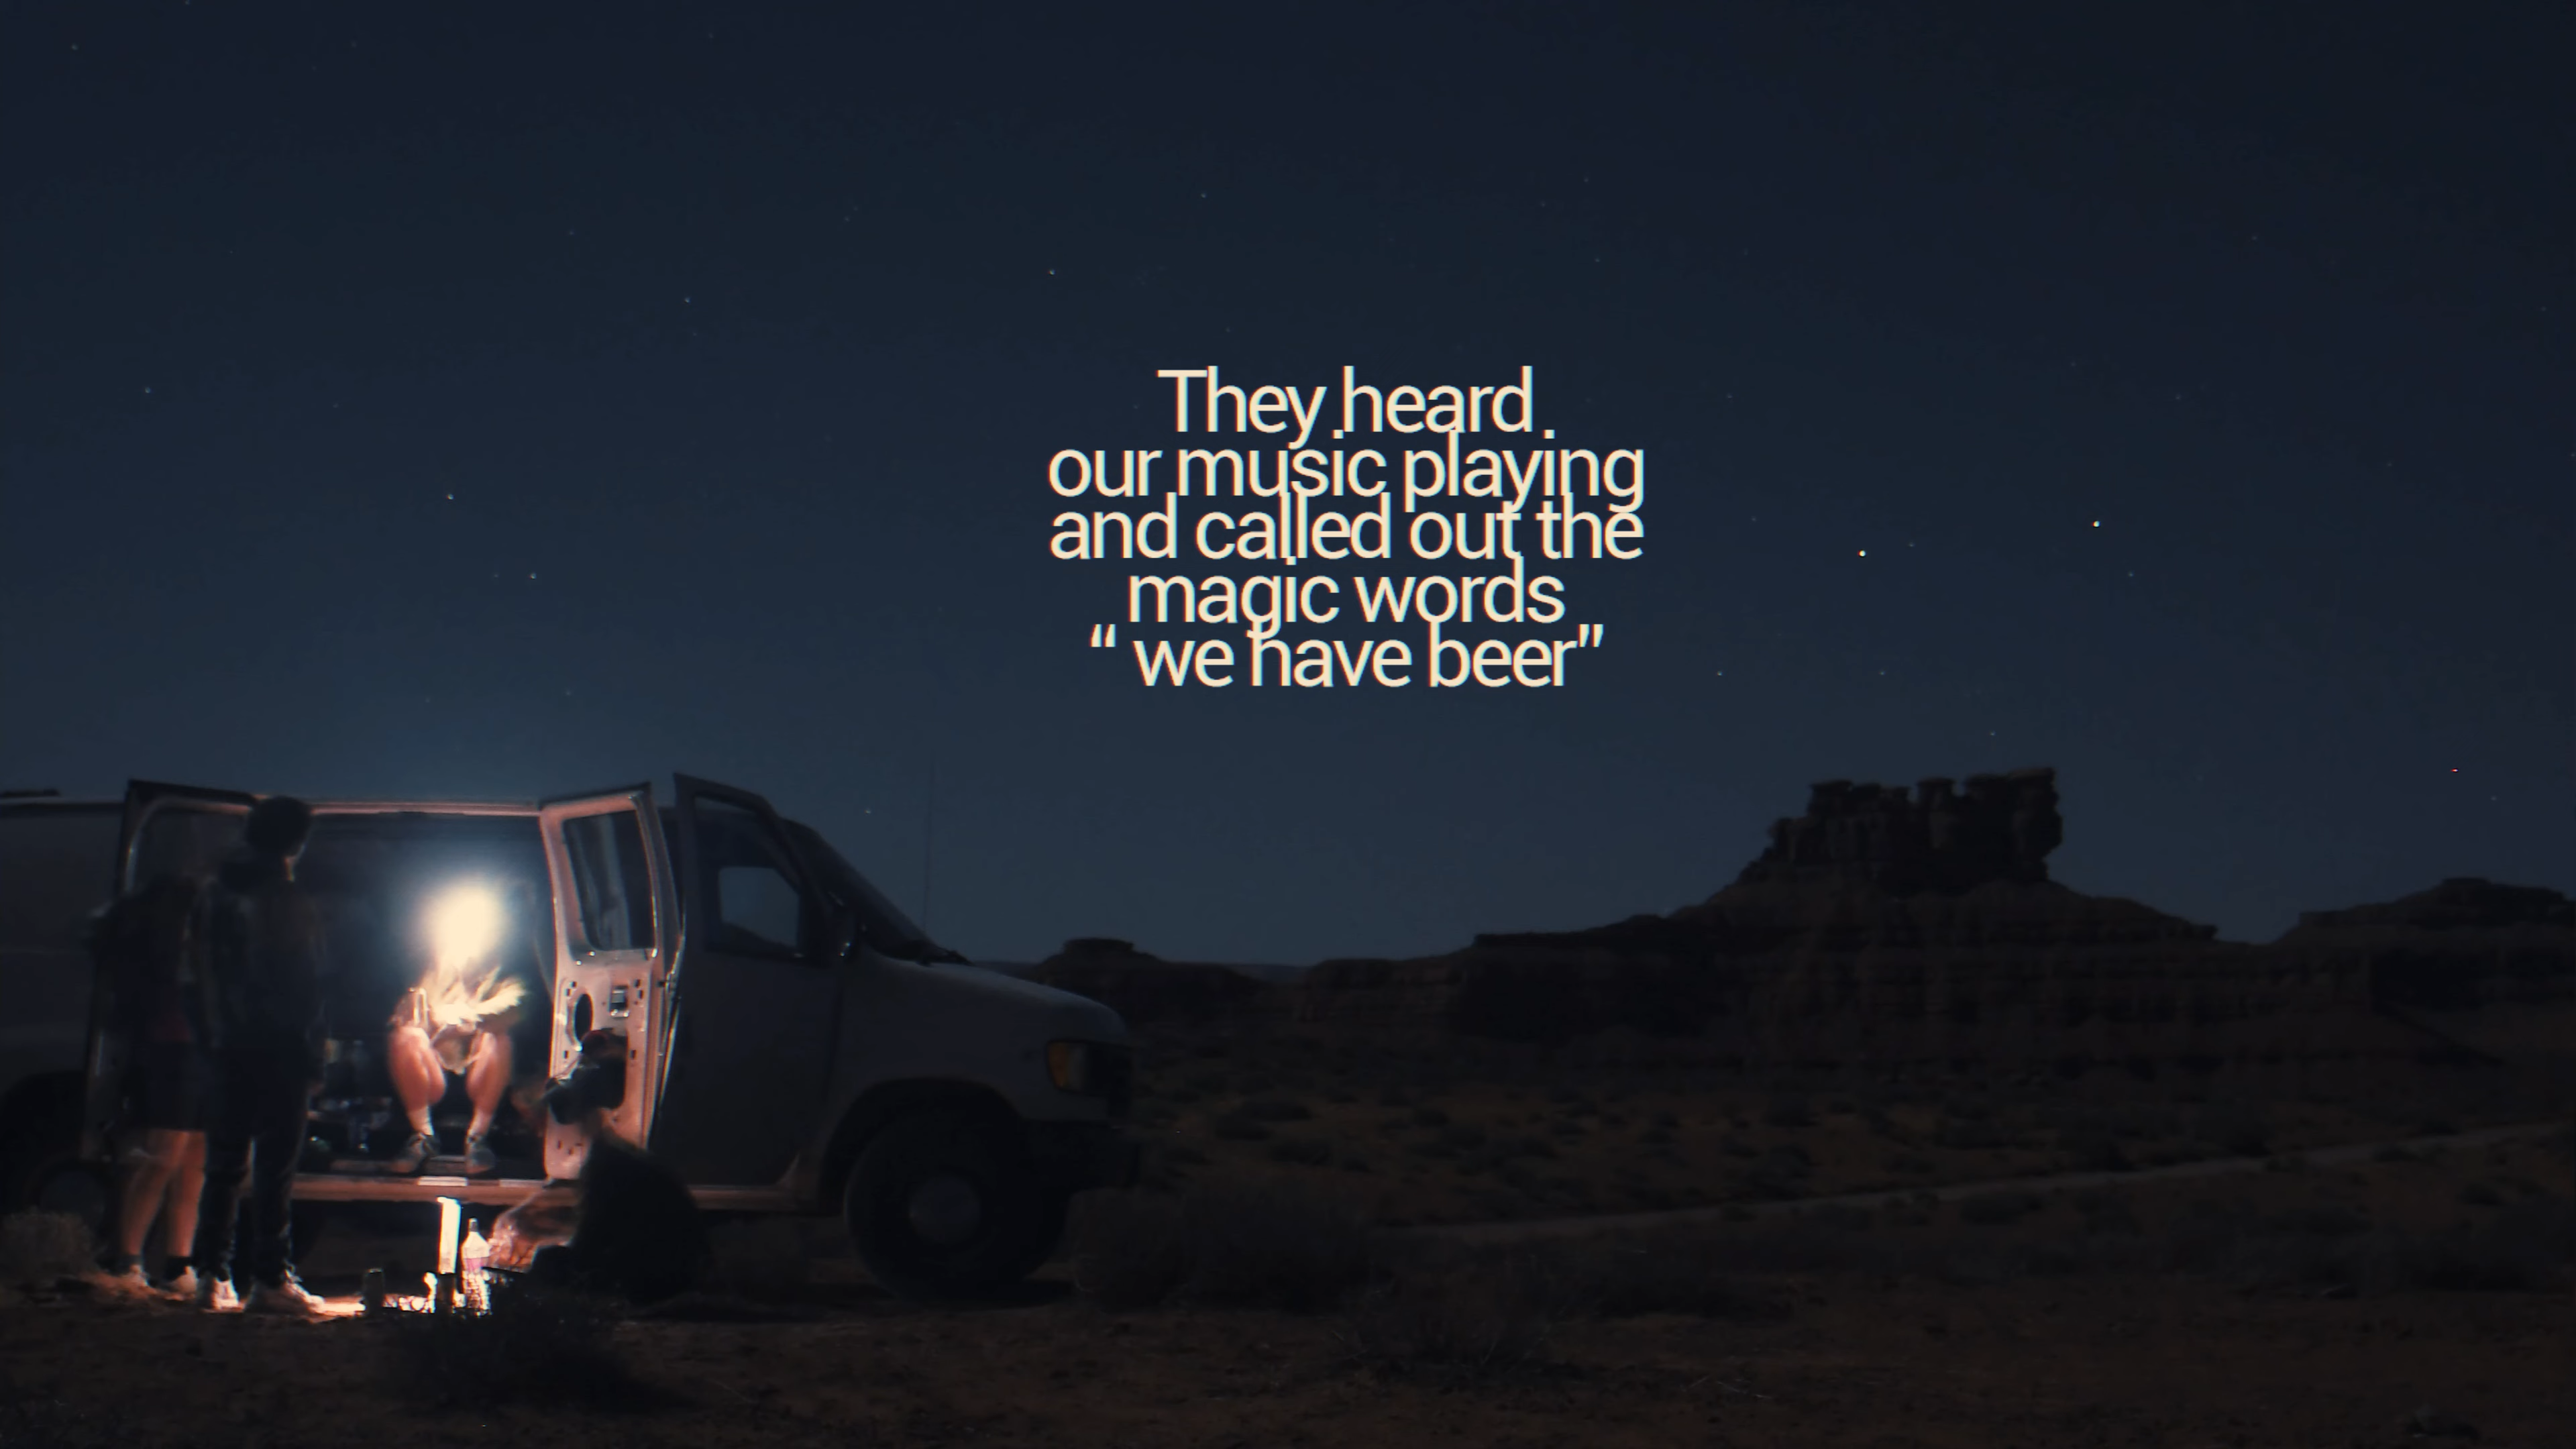 They heard
our music playing
and called out the
magic words
“ we have beer”